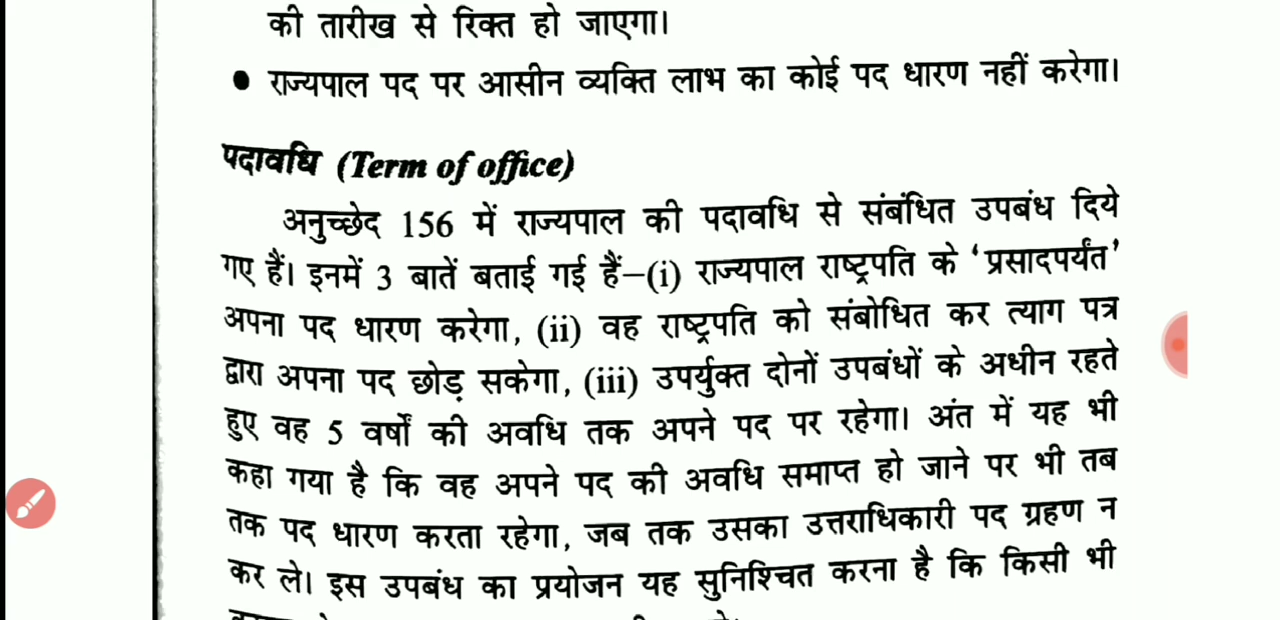 की तारीख से रिक्त हो जाएगा।
● राज्यपाल पद पर आसीन व्यक्ति लाभ का कोई पद धारण नहीं करेगा।
पदावधि (Term of office)
अनुच्छेद 156 में राज्यपाल की पदावधि से संबंधित उपबंध दिये
गए हैं। इनमें 3 बातें बताई गई हैं–(i) राज्यपाल राष्ट्रपति के ‘प्रसादपर्यंत’
अपना पद धारण करेगा, (ii) वह राष्ट्रपति को संबोधित कर त्याग पत्र
द्वारा अपना पद छोड़ सकेगा, (iii) उपर्युक्त दोनों उपबंधों के अधीन रहते
हुए वह 5 वर्षों की अवधि तक अपने पद पर रहेगा। अंत में यह भी
कहा गया है कि वह अपने पद की अवधि समाप्त हो जाने पर भी तब
तक पद धारण करता रहेगा, जब तक उसका उत्तराधिकारी पद ग्रहण न
कर ले। इस उपबंध का प्रयोजन यह सुनिश्चित करना है कि किसी भी